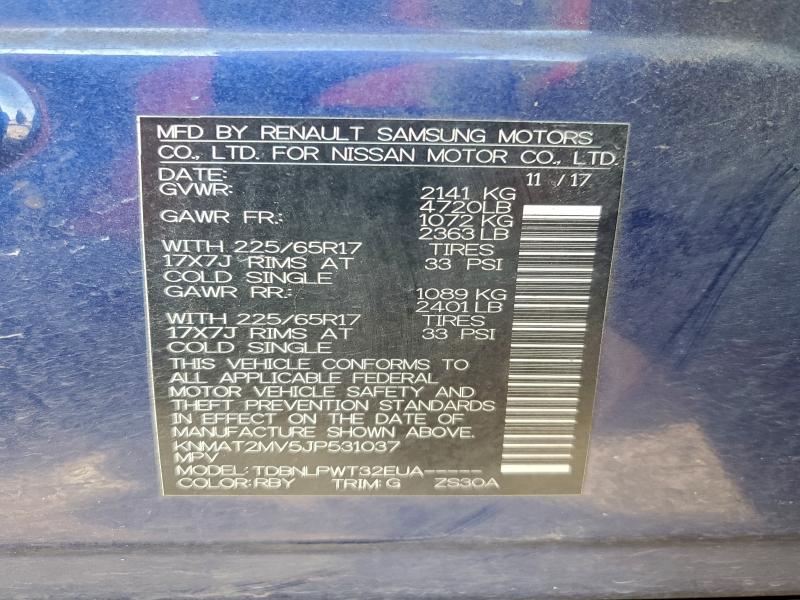 MFD BY RENAULT SAMSUNG MOTORS
CO., LTD. FOR NISSAN MOTOR CO., LTD.
DATE: 11 / 17
GVWR: 2141 KG
4720LB
GAWR FR.: 1072 KG
2363 LB
WITH 225/65R17 TIRES
17X7J RIMS AT 33 PSI
COLD SINGLE
GAWR RR.: 1089 KG
2401 LB
WITH 225/65R17 TIRES
17X7J RIMS AT 33 PSI
COLD SINGLE
THIS VEHICLE CONFORMS TO
ALL APPLICABLE FEDERAL
MOTOR VEHICLE SAFETY AND
THEFT PREVENTION STANDARDS
IN EFFECT ON THE DATE OF
MANUFACTURE SHOWN ABOVE.
KNMAT2MV5JP531037
MPV
MODEL: TDBNLPWT32EUA-----
COLOR:RBY TRIM:G ZS30A